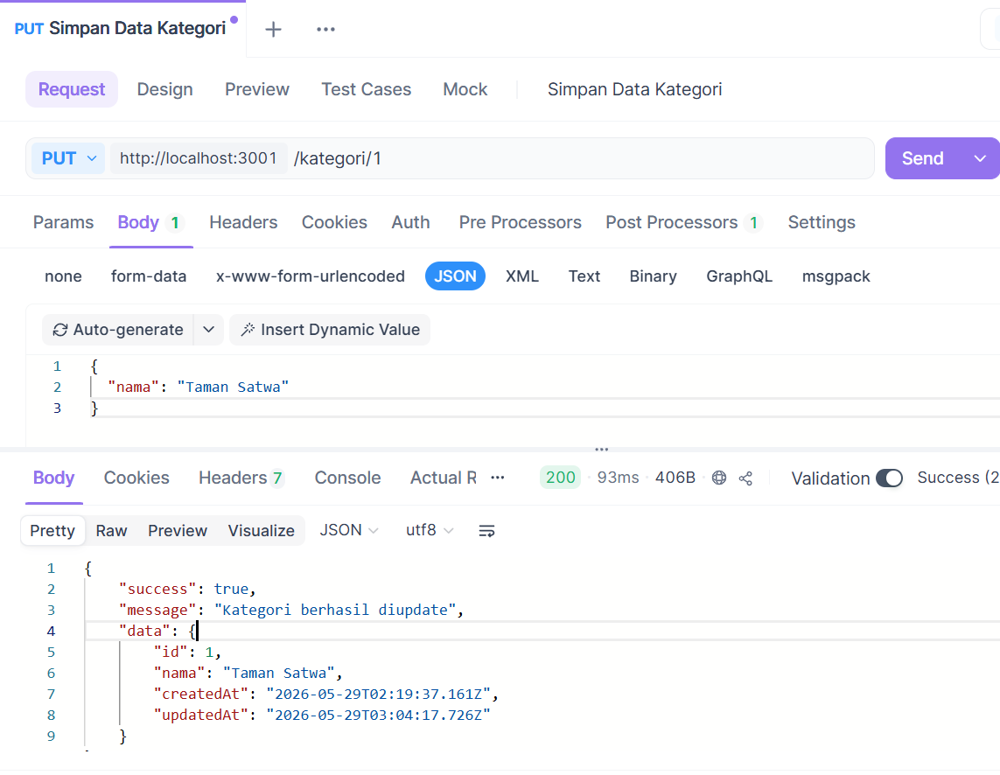 PUT Simpan Data Kategori
Request Design Preview Test Cases Mock Simpan Data Kategori
PUT http://localhost:3001 /kategori/1 Send
Params Body 1 Headers Cookies Auth Pre Processors Post Processors 1 Settings
none form-data x-www-form-urlencoded JSON XML Text Binary GraphQL msgpack
Auto-generate Insert Dynamic Value
1 {
2 "nama": "Taman Satwa"
3 }
Body Cookies Headers 7 Console Actual R ... 200 · 93ms · 406B Validation Success (2
Pretty Raw Preview Visualize JSON utf8
1 {
2 "success": true,
3 "message": "Kategori berhasil diupdate",
4 "data": {
5 "id": 1,
6 "nama": "Taman Satwa",
7 "createdAt": "2026-05-29T02:19:37.161Z",
8 "updatedAt": "2026-05-29T03:04:17.726Z"
9 }